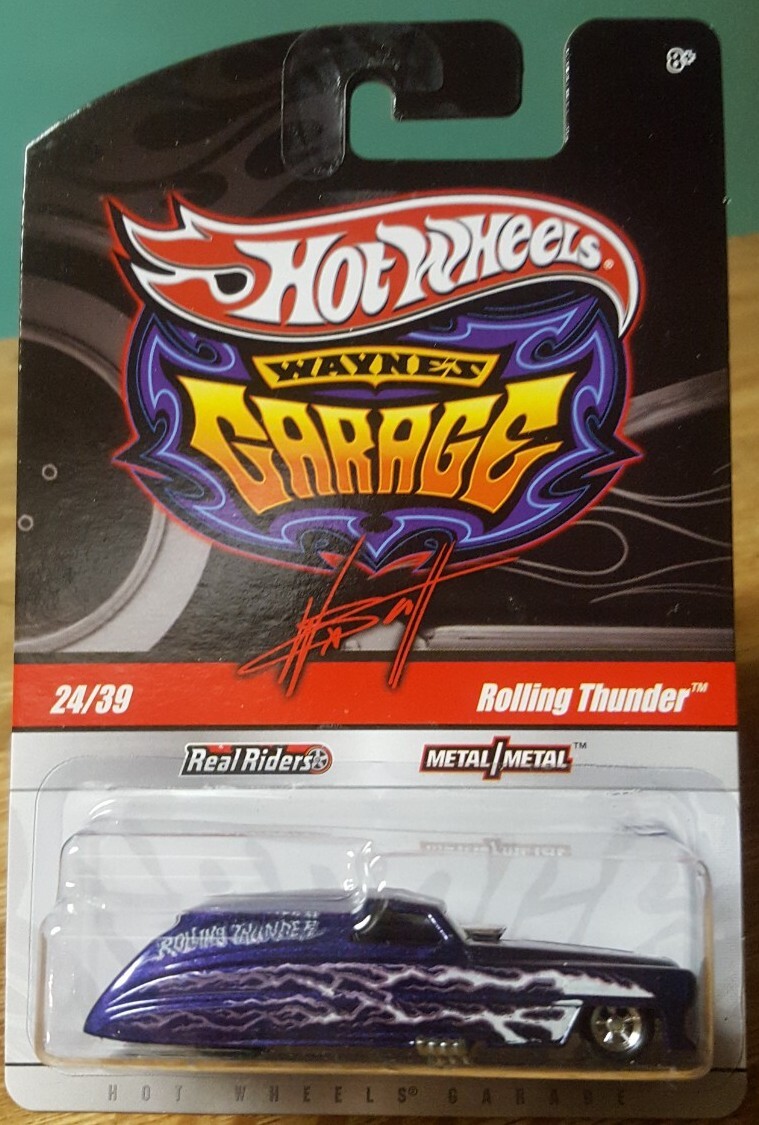 8+
Hot Wheels®
WAYNE'S
GARAGE
24/39
Rolling Thunder™
Real Riders
METAL/METAL™
ROLLING THUNDER
HOT WHEELS® GARAGE